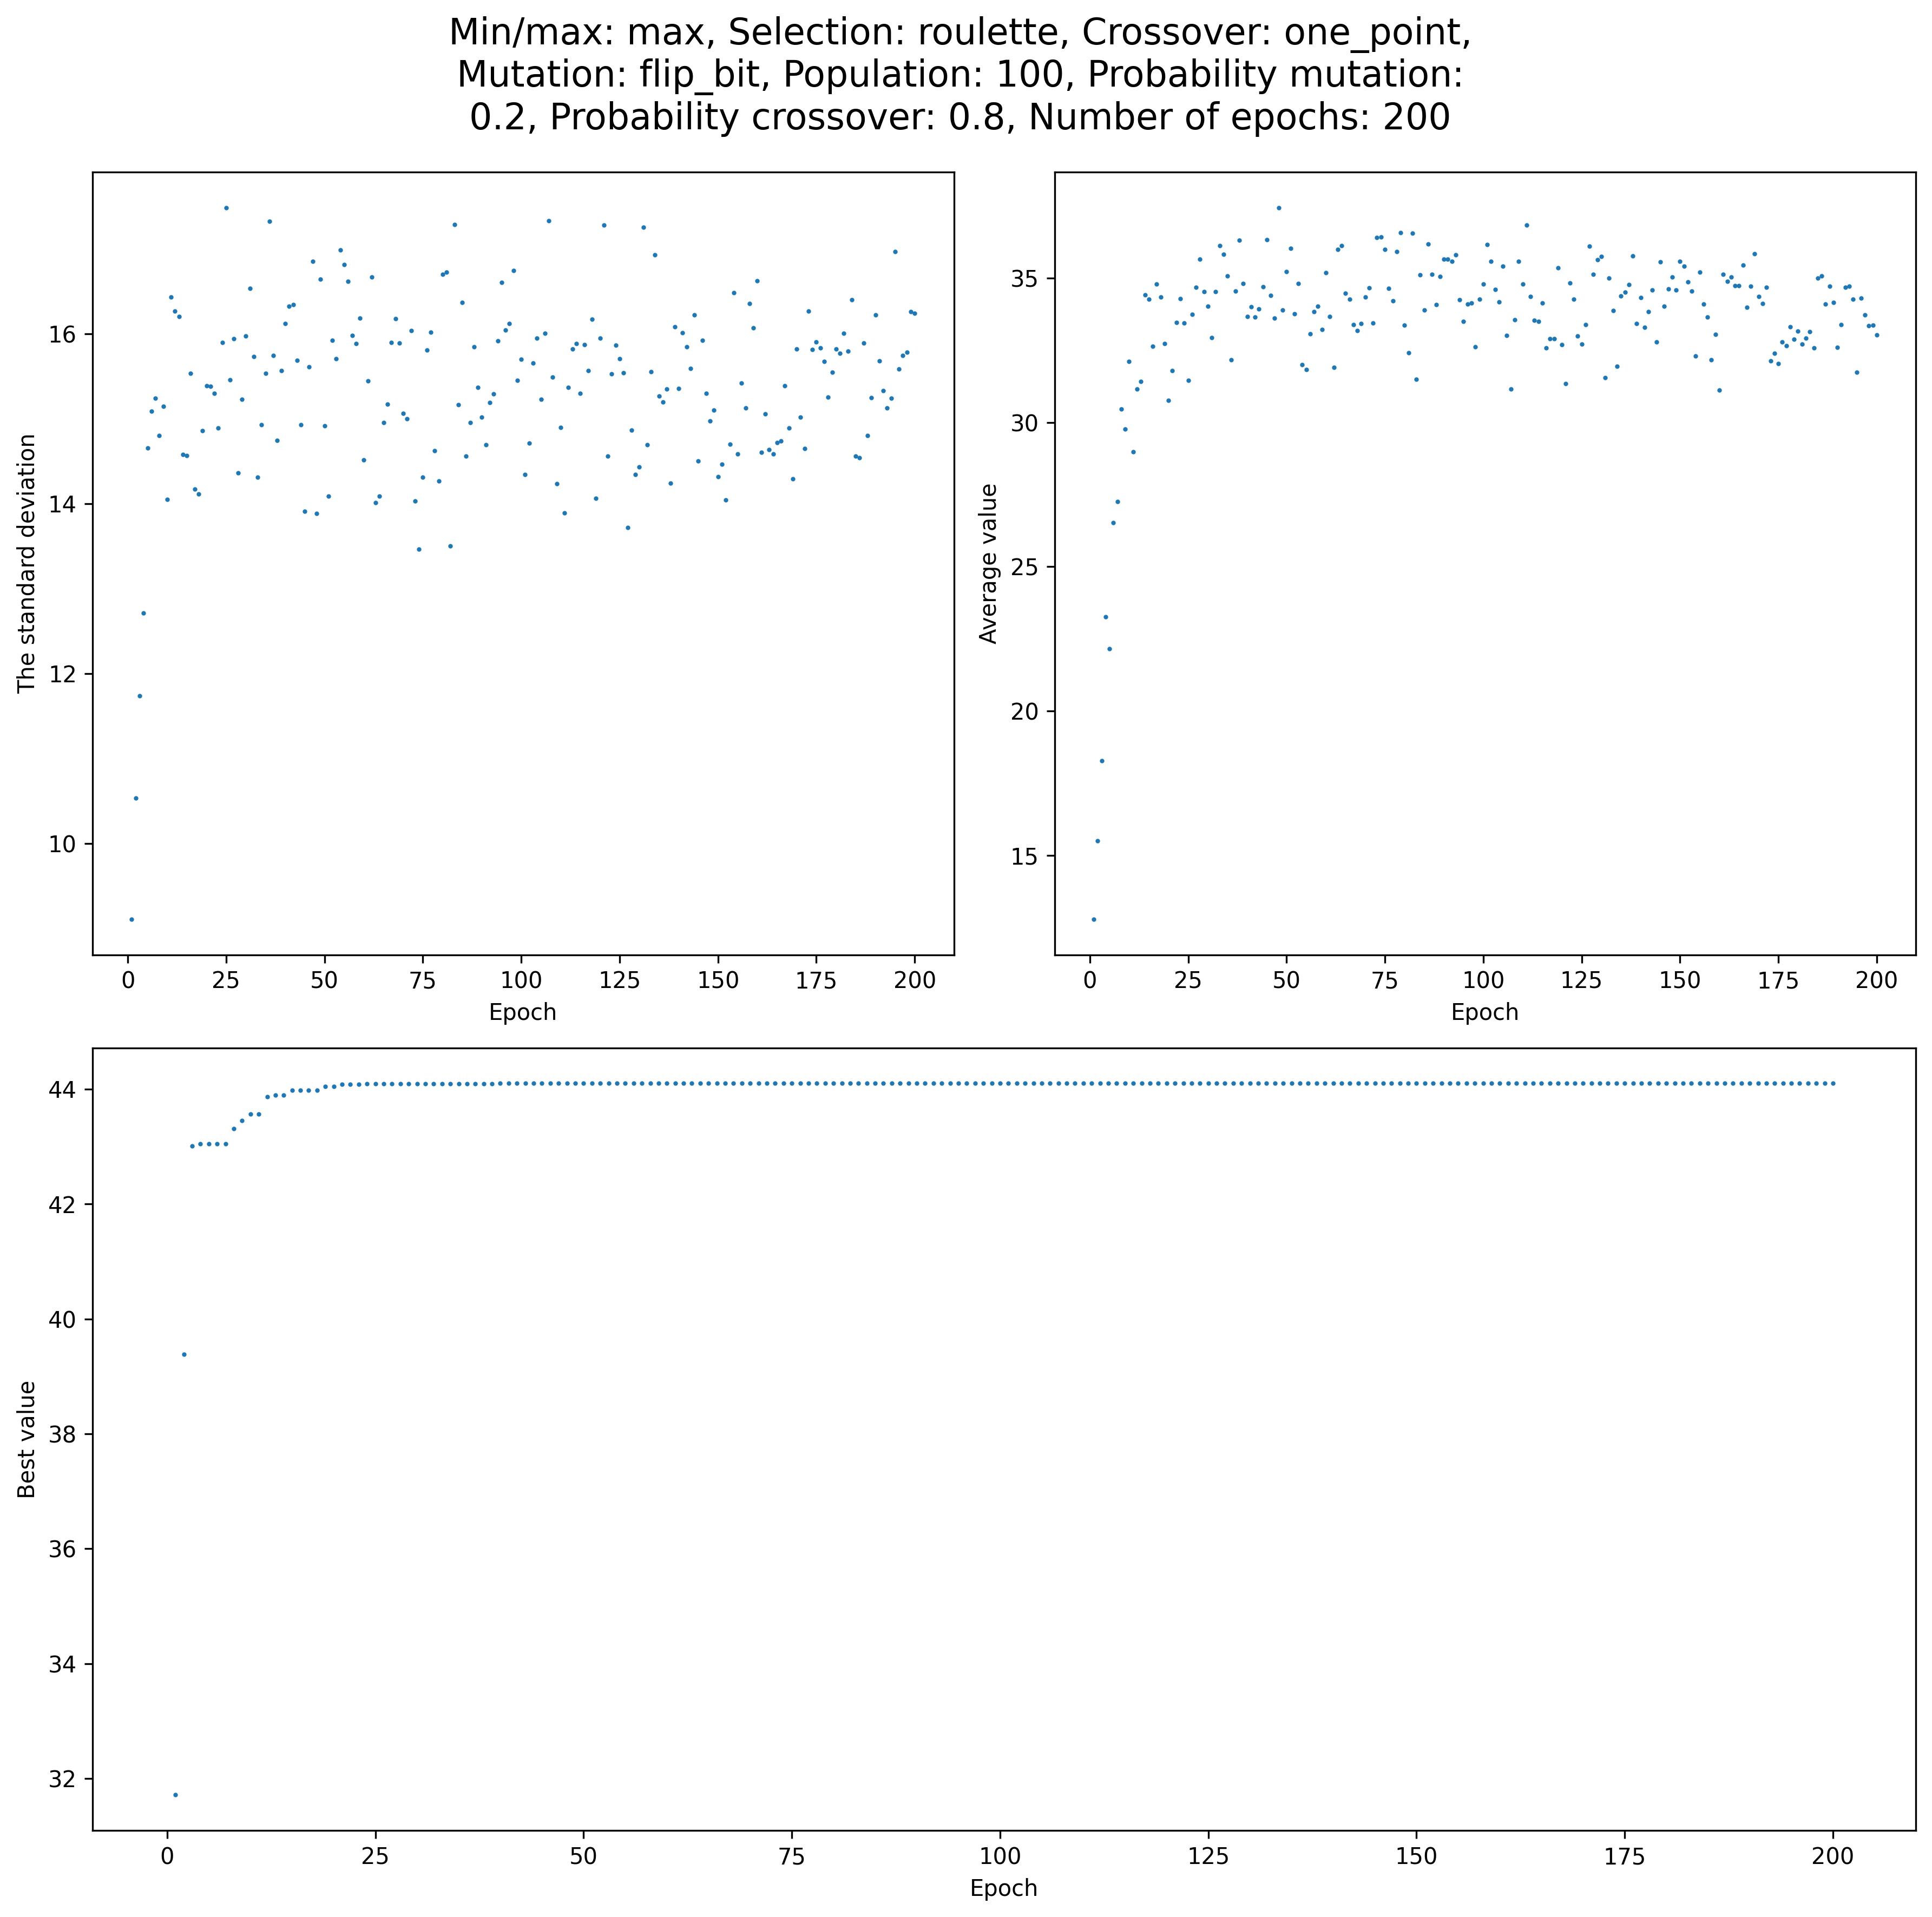 Min/max: max, Selection: roulette, Crossover: one_point,
Mutation: flip_bit, Population: 100, Probability mutation:
0.2, Probability crossover: 0.8, Number of epochs: 200
The standard deviation
16
14
12
10
0 25 50 75 100 125 150 175 200
Epoch
Average value
35
30
25
20
15
0 25 50 75 100 125 150 175 200
Epoch
Best value
44
42
40
38
36
34
32
0 25 50 75 100 125 150 175 200
Epoch